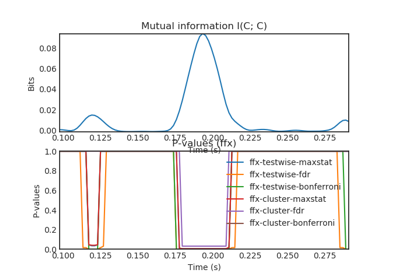 Mutual information I(C; C)
Bits
0.08
0.06
0.04
0.02
0.00
0.100 0.125 0.150 0.175 0.200 0.225 0.250 0.275
Time (s)
P-values (ffx)
P-values
1.0
0.8
0.6
0.4
0.2
0.0
ffx-testwise-maxstat
ffx-testwise-fdr
ffx-testwise-bonferroni
ffx-cluster-maxstat
ffx-cluster-fdr
ffx-cluster-bonferroni
0.100 0.125 0.150 0.175 0.200 0.225 0.250 0.275
Time (s)